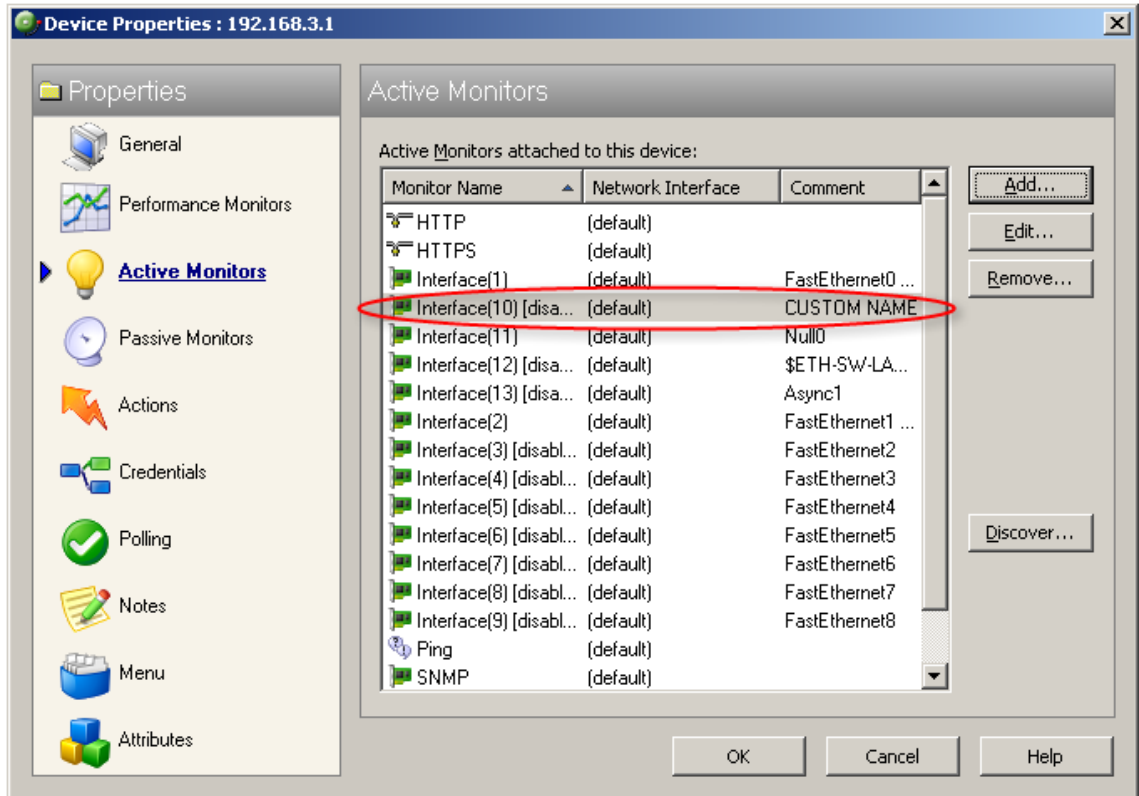 Device Properties : 192.168.3.1
Properties
General
Performance Monitors
Active Monitors
Passive Monitors
Actions
Credentials
Polling
Notes
Menu
Attributes
Active Monitors
Active Monitors attached to this device:
Monitor Name Network Interface Comment
HTTP (default)
HTTPS (default)
Interface(1) (default) FastEthernet0 ...
Interface(10) [disa... (default) CUSTOM NAME
Interface(11) (default) Null0
Interface(12) [disa... (default) $ETH-SW-LA...
Interface(13) [disa... (default) Async1
Interface(2) (default) FastEthernet1 ...
Interface(3) [disabl... (default) FastEthernet2
Interface(4) [disabl... (default) FastEthernet3
Interface(5) [disabl... (default) FastEthernet4
Interface(6) [disabl... (default) FastEthernet5
Interface(7) [disabl... (default) FastEthernet6
Interface(8) [disabl... (default) FastEthernet7
Interface(9) [disabl... (default) FastEthernet8
Ping (default)
SNMP (default)
Add...
Edit...
Remove...
Discover...
OK Cancel Help